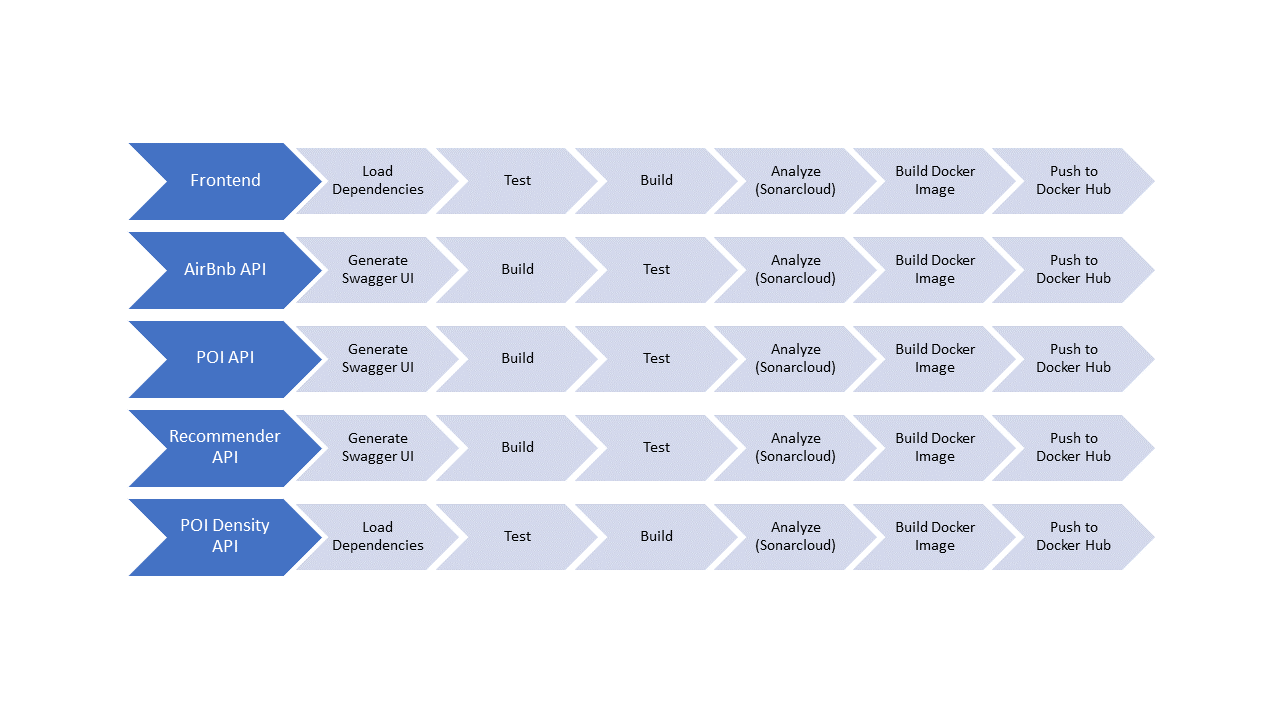 Frontend
Load
Dependencies
Test
Build
Analyze
(Sonarcloud)
Build Docker
Image
Push to
Docker Hub
AirBnb API
Generate
Swagger UI
Build
Test
Analyze
(Sonarcloud)
Build Docker
Image
Push to
Docker Hub
POI API
Generate
Swagger UI
Build
Test
Analyze
(Sonarcloud)
Build Docker
Image
Push to
Docker Hub
Recommender
API
Generate
Swagger UI
Build
Test
Analyze
(Sonarcloud)
Build Docker
Image
Push to
Docker Hub
POI Density
API
Load
Dependencies
Test
Build
Analyze
(Sonarcloud)
Build Docker
Image
Push to
Docker Hub